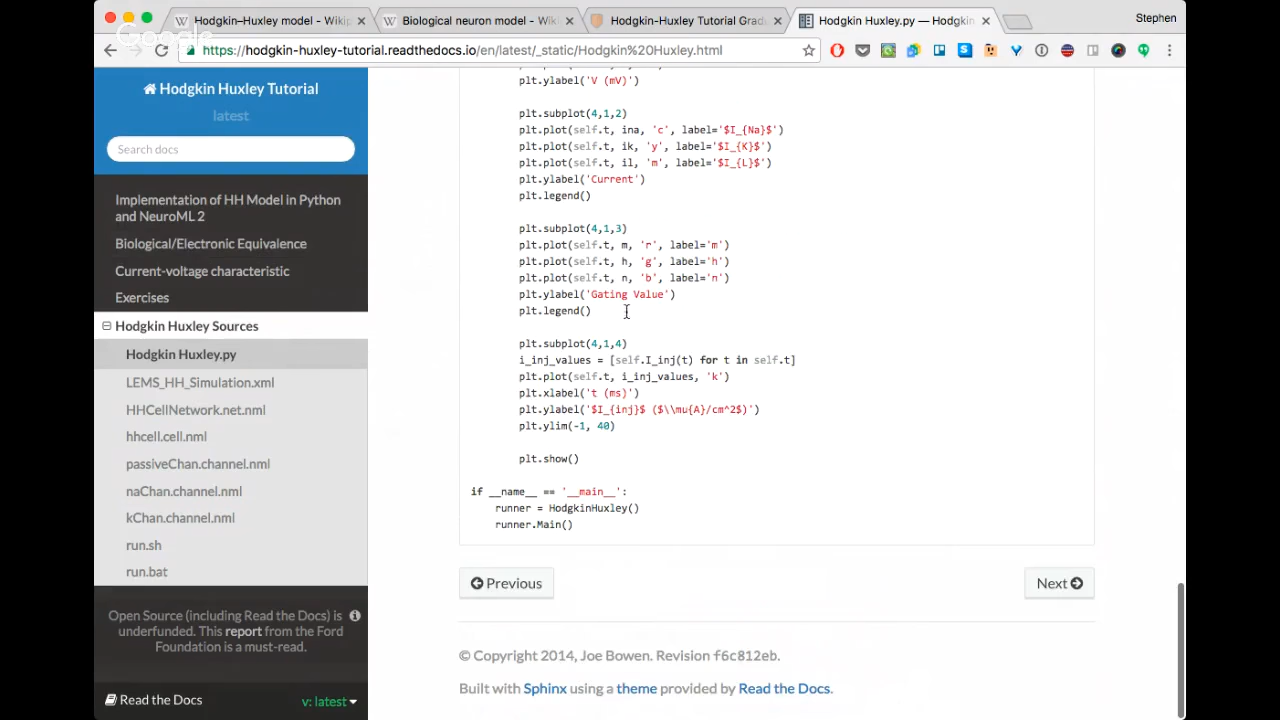 Hodgkin–Huxley model - Wikip
Biological neuron model - Wiki
Hodgkin-Huxley Tutorial Grad
Hodgkin Huxley.py — Hodgkin
Stephen
Google
https://hodgkin-huxley-tutorial.readthedocs.io/en/latest/_static/Hodgkin%20Huxley.html
Hodgkin Huxley Tutorial
latest
Search docs
Implementation of HH Model in Python
and NeuroML 2
Biological/Electronic Equivalence
Current-voltage characteristic
Exercises
Hodgkin Huxley Sources
Hodgkin Huxley.py
LEMS_HH_Simulation.xml
HHCellNetwork.net.nml
hhcell.cell.nml
passiveChan.channel.nml
naChan.channel.nml
kChan.channel.nml
run.sh
run.bat
Open Source (including Read the Docs) is
underfunded. This report from the Ford
Foundation is a must-read.
Read the Docs
v: latest
plt.ylabel('V (mV)')
plt.subplot(4,1,2)
plt.plot(self.t, ina, 'c', label='$I_{Na}$')
plt.plot(self.t, ik, 'y', label='$I_{K}$')
plt.plot(self.t, il, 'm', label='$I_{L}$')
plt.ylabel('Current')
plt.legend()
plt.subplot(4,1,3)
plt.plot(self.t, m, 'r', label='m')
plt.plot(self.t, h, 'g', label='h')
plt.plot(self.t, n, 'b', label='n')
plt.ylabel('Gating Value')
plt.legend()
plt.subplot(4,1,4)
i_inj_values = [self.I_inj(t) for t in self.t]
plt.plot(self.t, i_inj_values, 'k')
plt.xlabel('t (ms)')
plt.ylabel('$I_{inj}$ ($\\mu{A}/cm^2$)')
plt.ylim(-1, 40)
plt.show()
if __name__ == '__main__':
runner = HodgkinHuxley()
runner.Main()
Previous
Next
© Copyright 2014, Joe Bowen. Revision f6c812eb.
Built with Sphinx using a theme provided by Read the Docs.